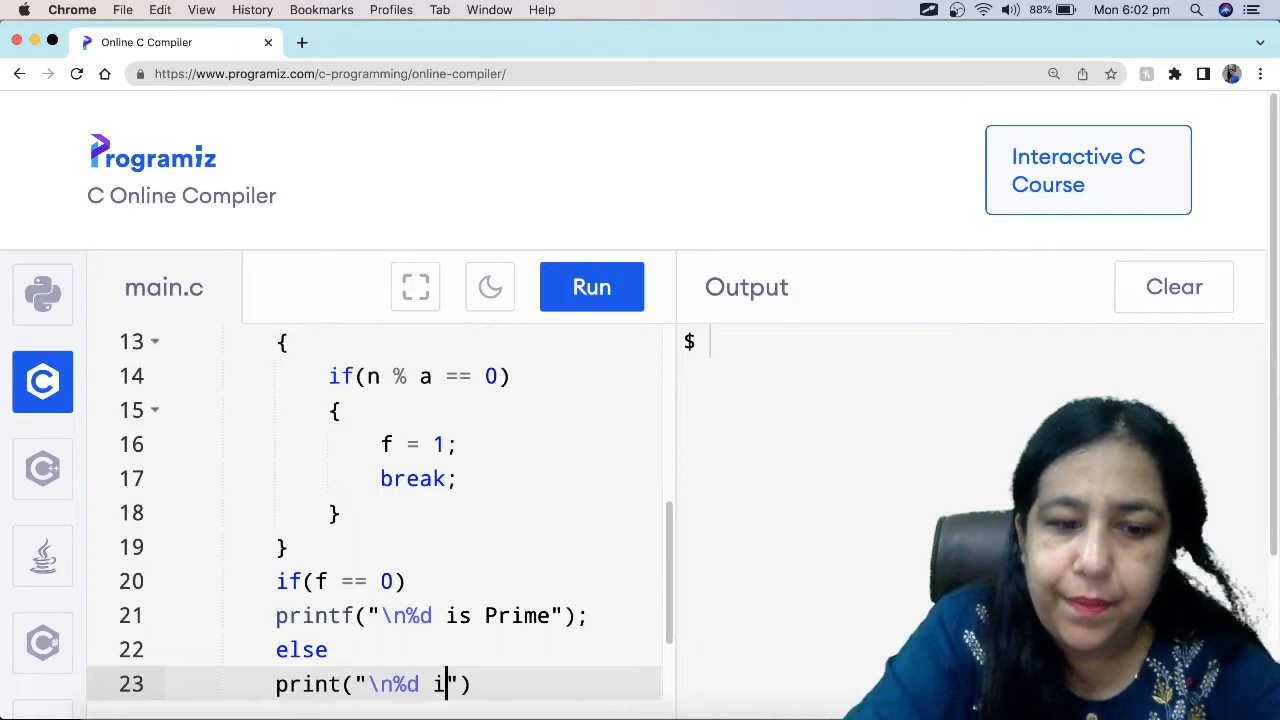 Chrome File Edit View History Bookmarks Profiles Tab Window Help 88% Mon 6:02 pm
Online C Compiler
https://www.programiz.com/c-programming/online-compiler/
Programiz
C Online Compiler
Interactive C
Course
main.c
Run
Output
Clear
$
13 {
14 if(n % a == 0)
15 {
16 f = 1;
17 break;
18 }
19 }
20 if(f == 0)
21 printf("\n%d is Prime");
22 else
23 print("\n%d i")